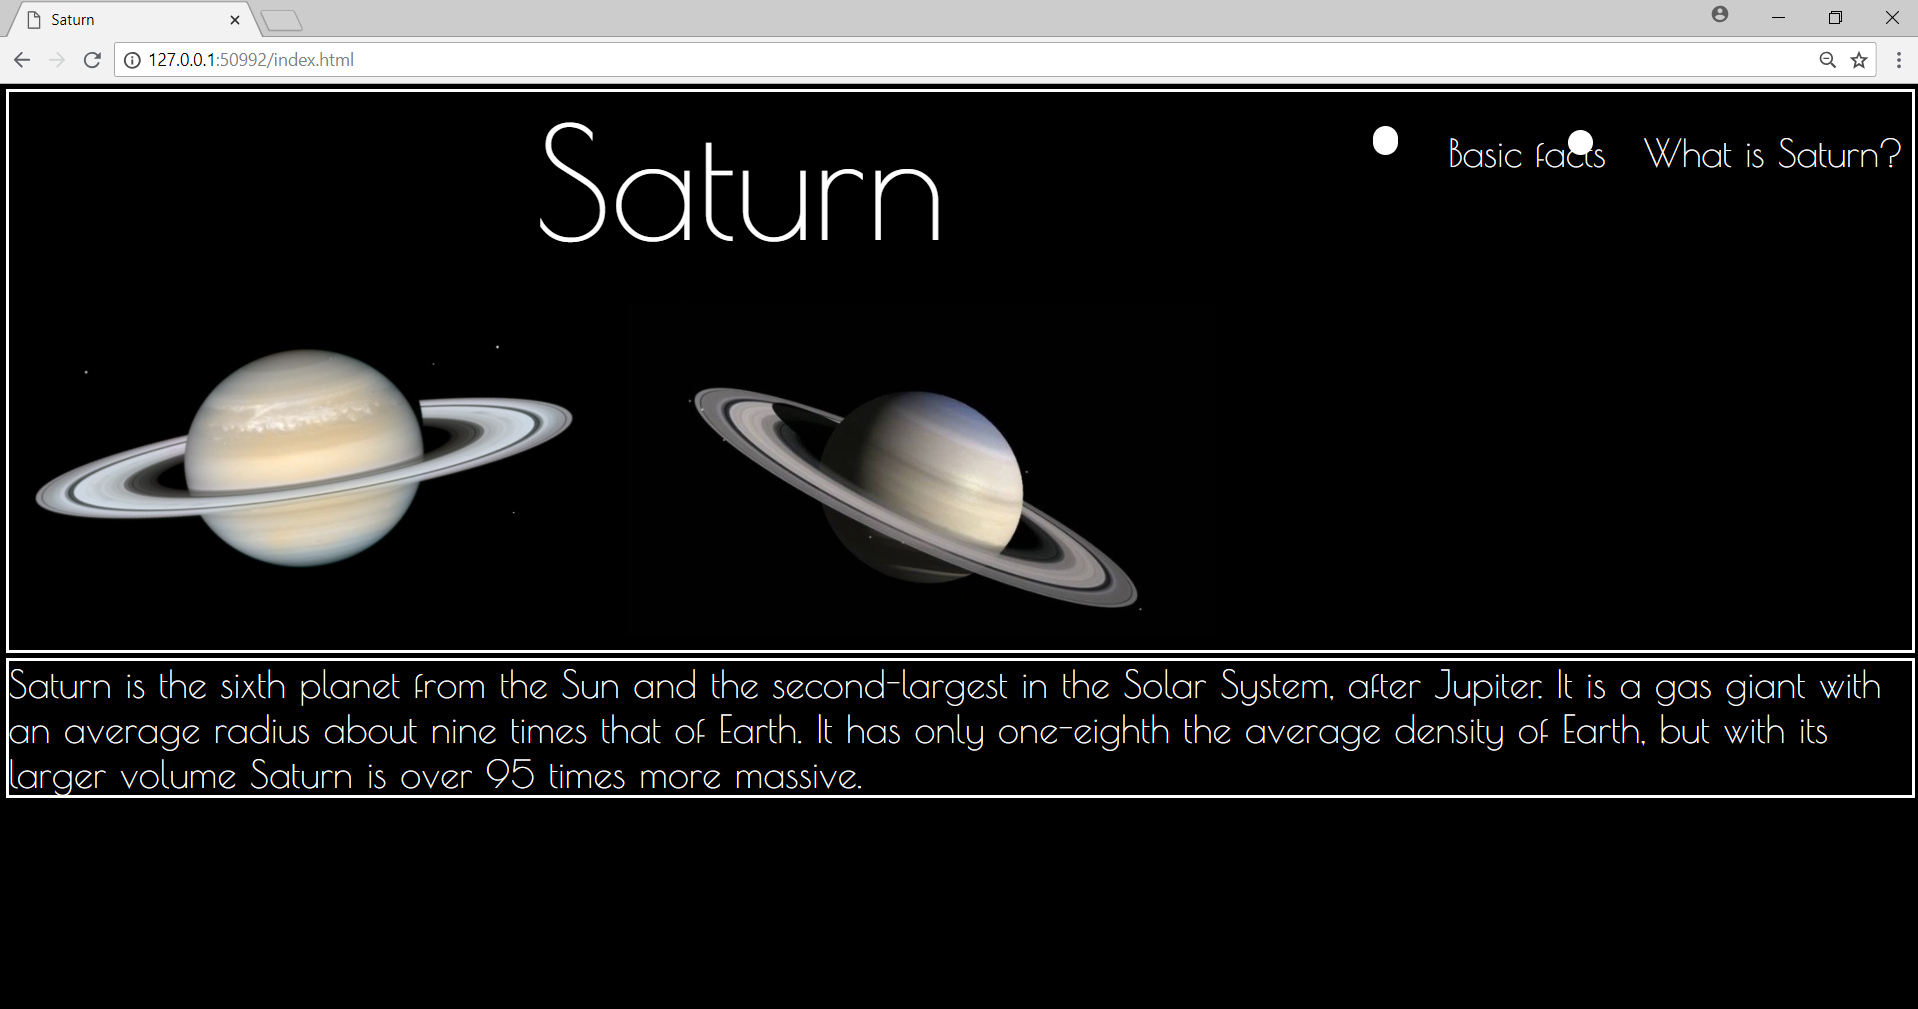 Saturn
127.0.0.1:50992/index.html
Saturn
Basic facts
What is Saturn?
Saturn is the sixth planet from the Sun and the second-largest in the Solar System, after Jupiter. It is a gas giant with
an average radius about nine times that of Earth. It has only one-eighth the average density of Earth, but with its
larger volume Saturn is over 95 times more massive.